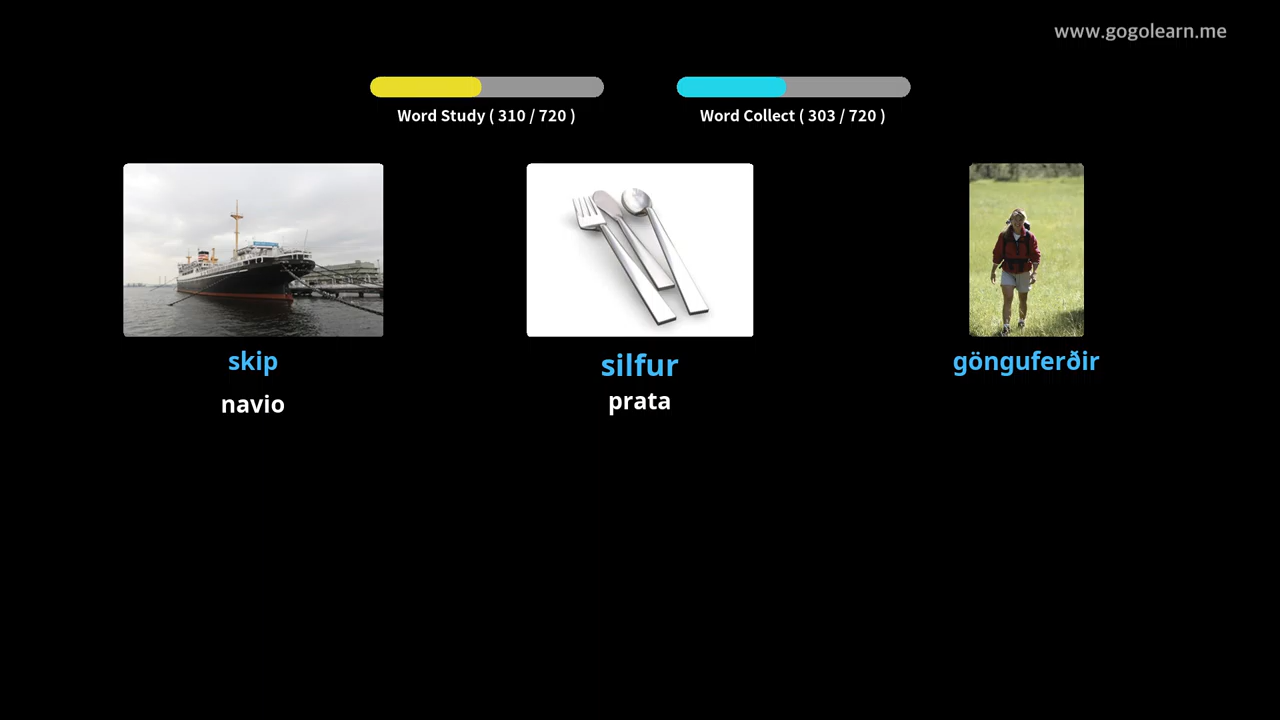 www.gogolearn.me
Word Study ( 310 / 720 )
Word Collect ( 303 / 720 )
skip
silfur
gönguferðir
navio
prata